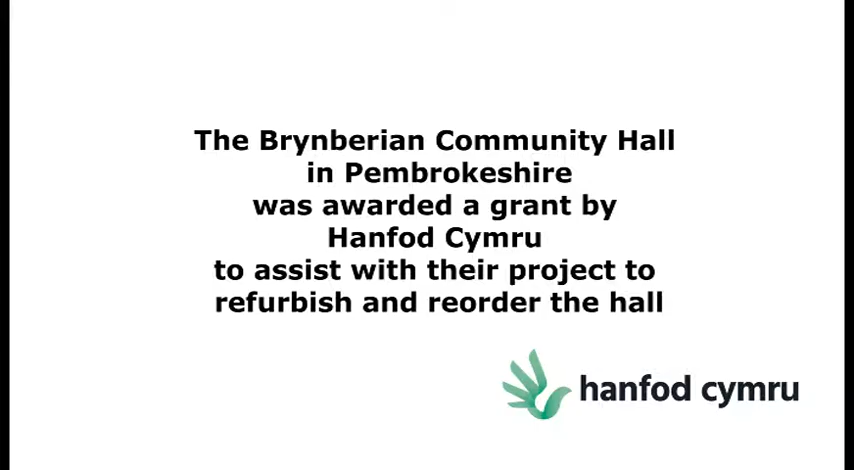 The Brynberian Community Hall
in Pembrokeshire
was awarded a grant by
Hanfod Cymru
to assist with their project to
refurbish and reorder the hall
hanfod cymru